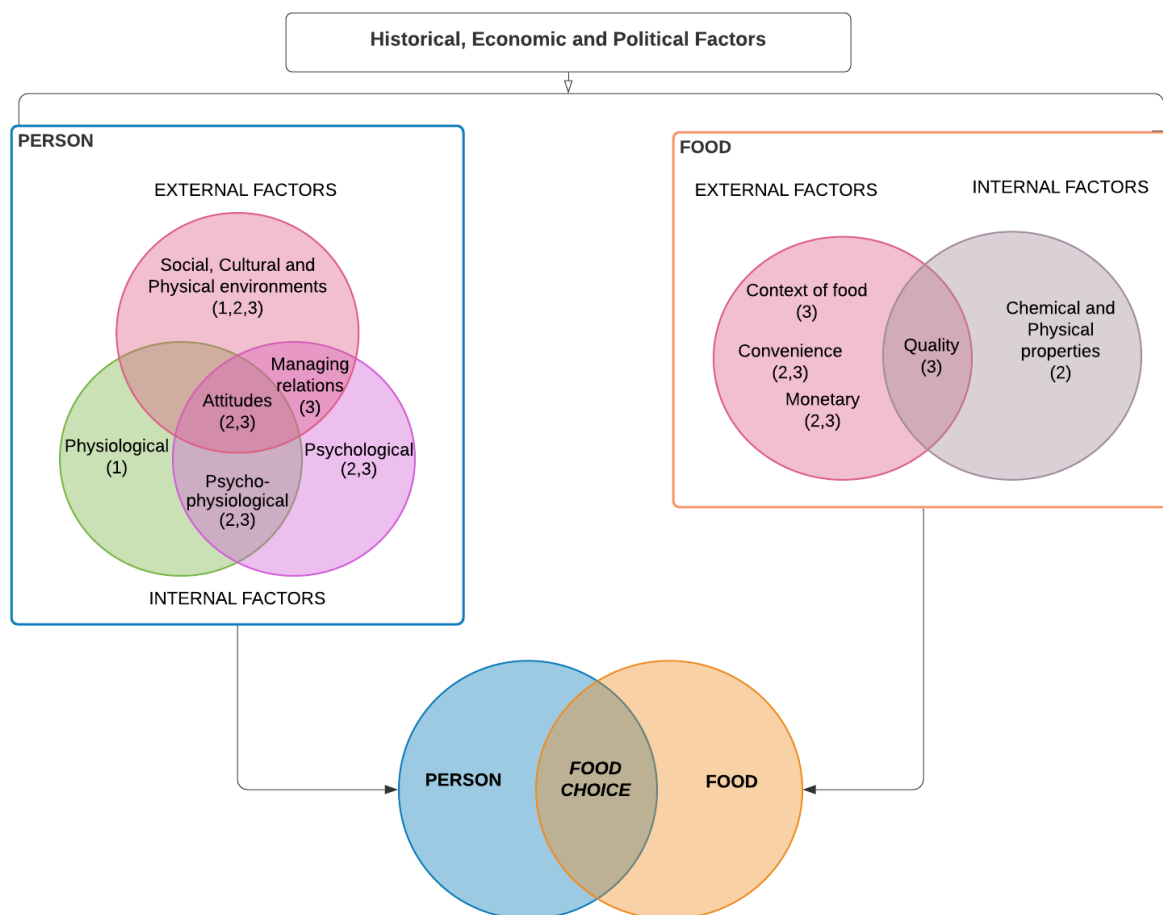 Historical, Economic and Political Factors
PERSON
EXTERNAL FACTORS
Social, Cultural and
Physical environments
(1,2,3)
Managing
relations
(3)
Attitudes
(2,3)
Physiological
(1)
Psychological
(2,3)
Psycho-
physiological
(2,3)
INTERNAL FACTORS
FOOD
EXTERNAL FACTORS
INTERNAL FACTORS
Context of food
(3)
Convenience
(2,3)
Monetary
(2,3)
Quality
(3)
Chemical and
Physical
properties
(2)
PERSON
FOOD
CHOICE
FOOD